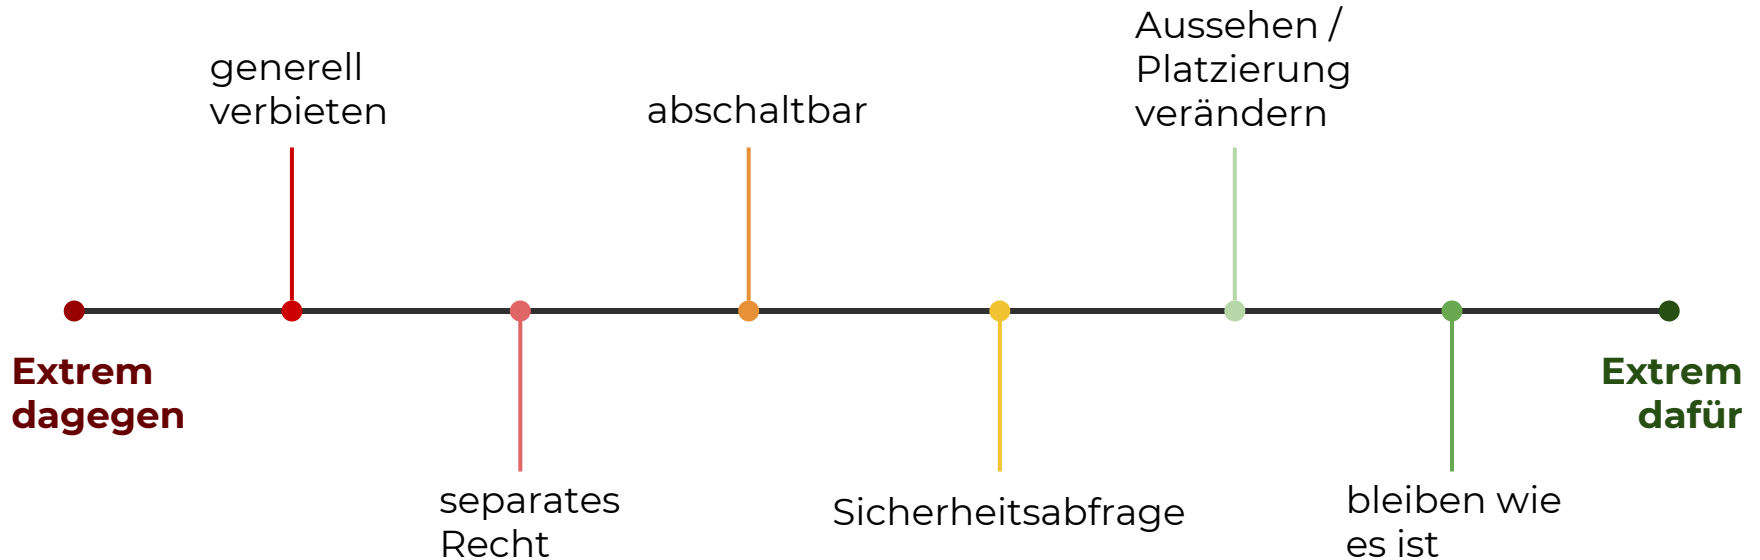 Aussehen /
Platzierung
verändern
generell
verbieten
abschaltbar
Extrem
dagegen
Extrem
dafür
separates
Recht
Sicherheitsabfrage
bleiben wie
es ist